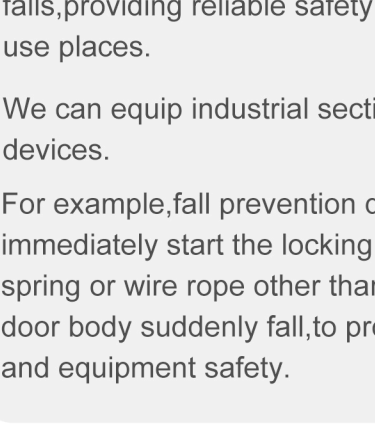 falls,providing reliable safety
use places.
We can equip industrial secti
devices.
For example,fall prevention
immediately start the locking
spring or wire rope other than
door body suddenly fall,to pr
and equipment safety.